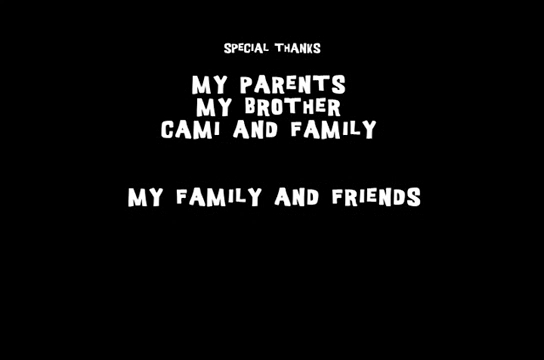 SPECIAL THANKS
MY PARENTS
MY BROTHER
CAMI AND FAMILY
MY FAMILY AND FRIENDS